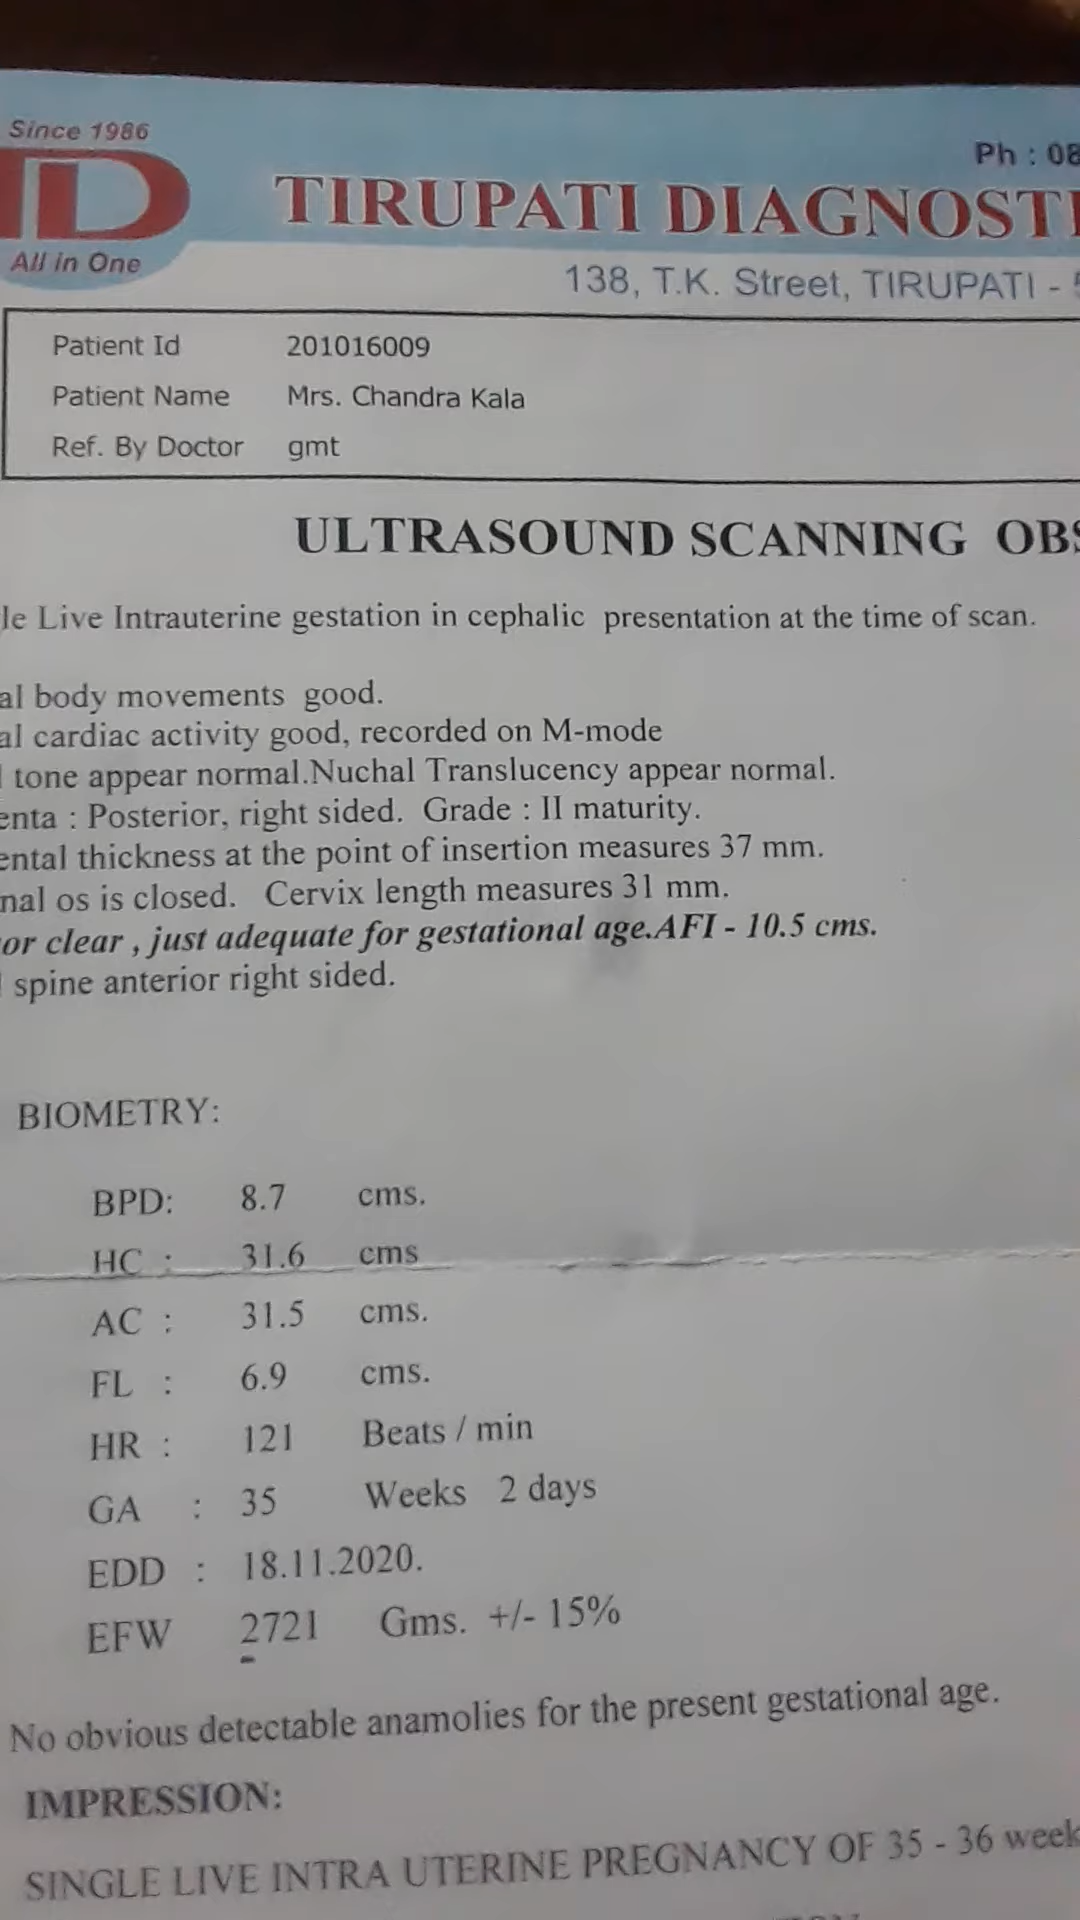 Since 1986
Ph : 08
TD
TIRUPATI DIAGNOSTI
All in One
138, T.K. Street, TIRUPATI -
Patient Id 201016009
Patient Name Mrs. Chandra Kala
Ref. By Doctor gmt
ULTRASOUND SCANNING OBS
le Live Intrauterine gestation in cephalic presentation at the time of scan.
al body movements good.
al cardiac activity good, recorded on M-mode
tone appear normal.Nuchal Translucency appear normal.
enta : Posterior, right sided. Grade : II maturity.
ental thickness at the point of insertion measures 37 mm.
nal os is closed. Cervix length measures 31 mm.
or clear , just adequate for gestational age.AFI - 10.5 cms.
spine anterior right sided.
BIOMETRY:
BPD: 8.7 cms.
HC : 31.6 cms
AC : 31.5 cms.
FL : 6.9 cms.
HR : 121 Beats / min
GA : 35 Weeks 2 days
EDD : 18.11.2020.
EFW 2721 Gms. +/- 15%
No obvious detectable anamolies for the present gestational age.
IMPRESSION:
SINGLE LIVE INTRA UTERINE PREGNANCY OF 35 - 36 week